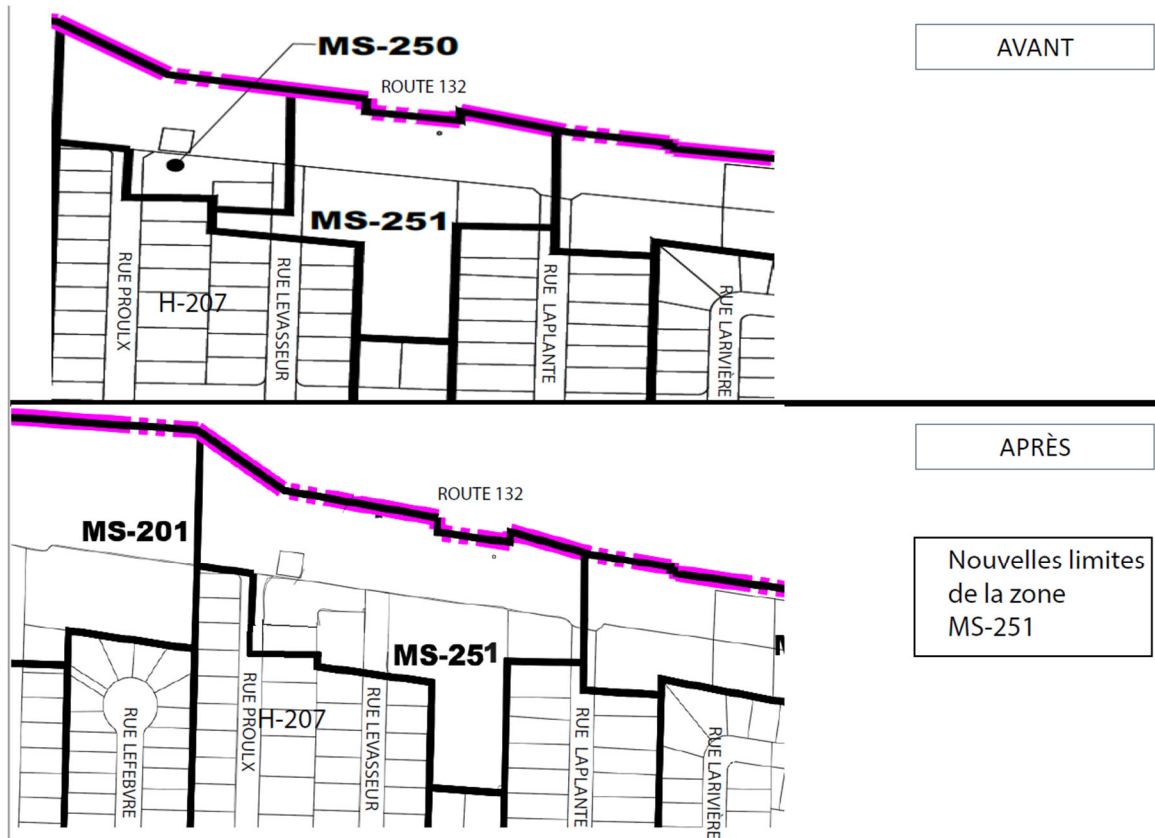 MS-250
ROUTE 132
AVANT
MS-251
RUE PROULX
H-207
RUE LEVASSEUR
RUE LAPLANTE
RUE LARIVIÈRE
ROUTE 132
APRÈS
MS-201
Nouvelles limites
de la zone
MS-251
MS-251
RUE LEFEBVRE
RUE PROULX
H-207
RUE LEVASSEUR
RUE LAPLANTE
RUE LARIVIÈRE